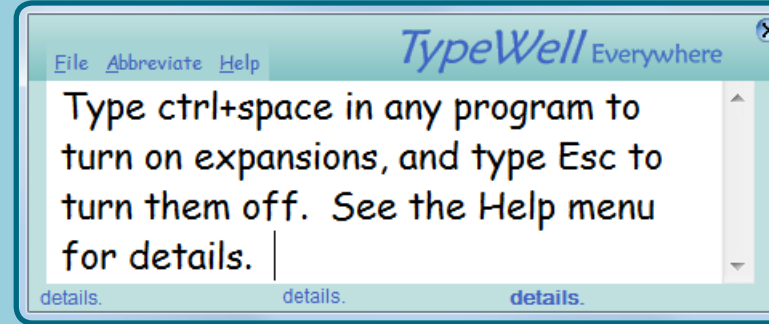 TypeWell Everywhere
File Abbreviate Help
Type ctrl+space in any program to
turn on expansions, and type Esc to
turn them off. See the Help menu
for details.
details. details. details.